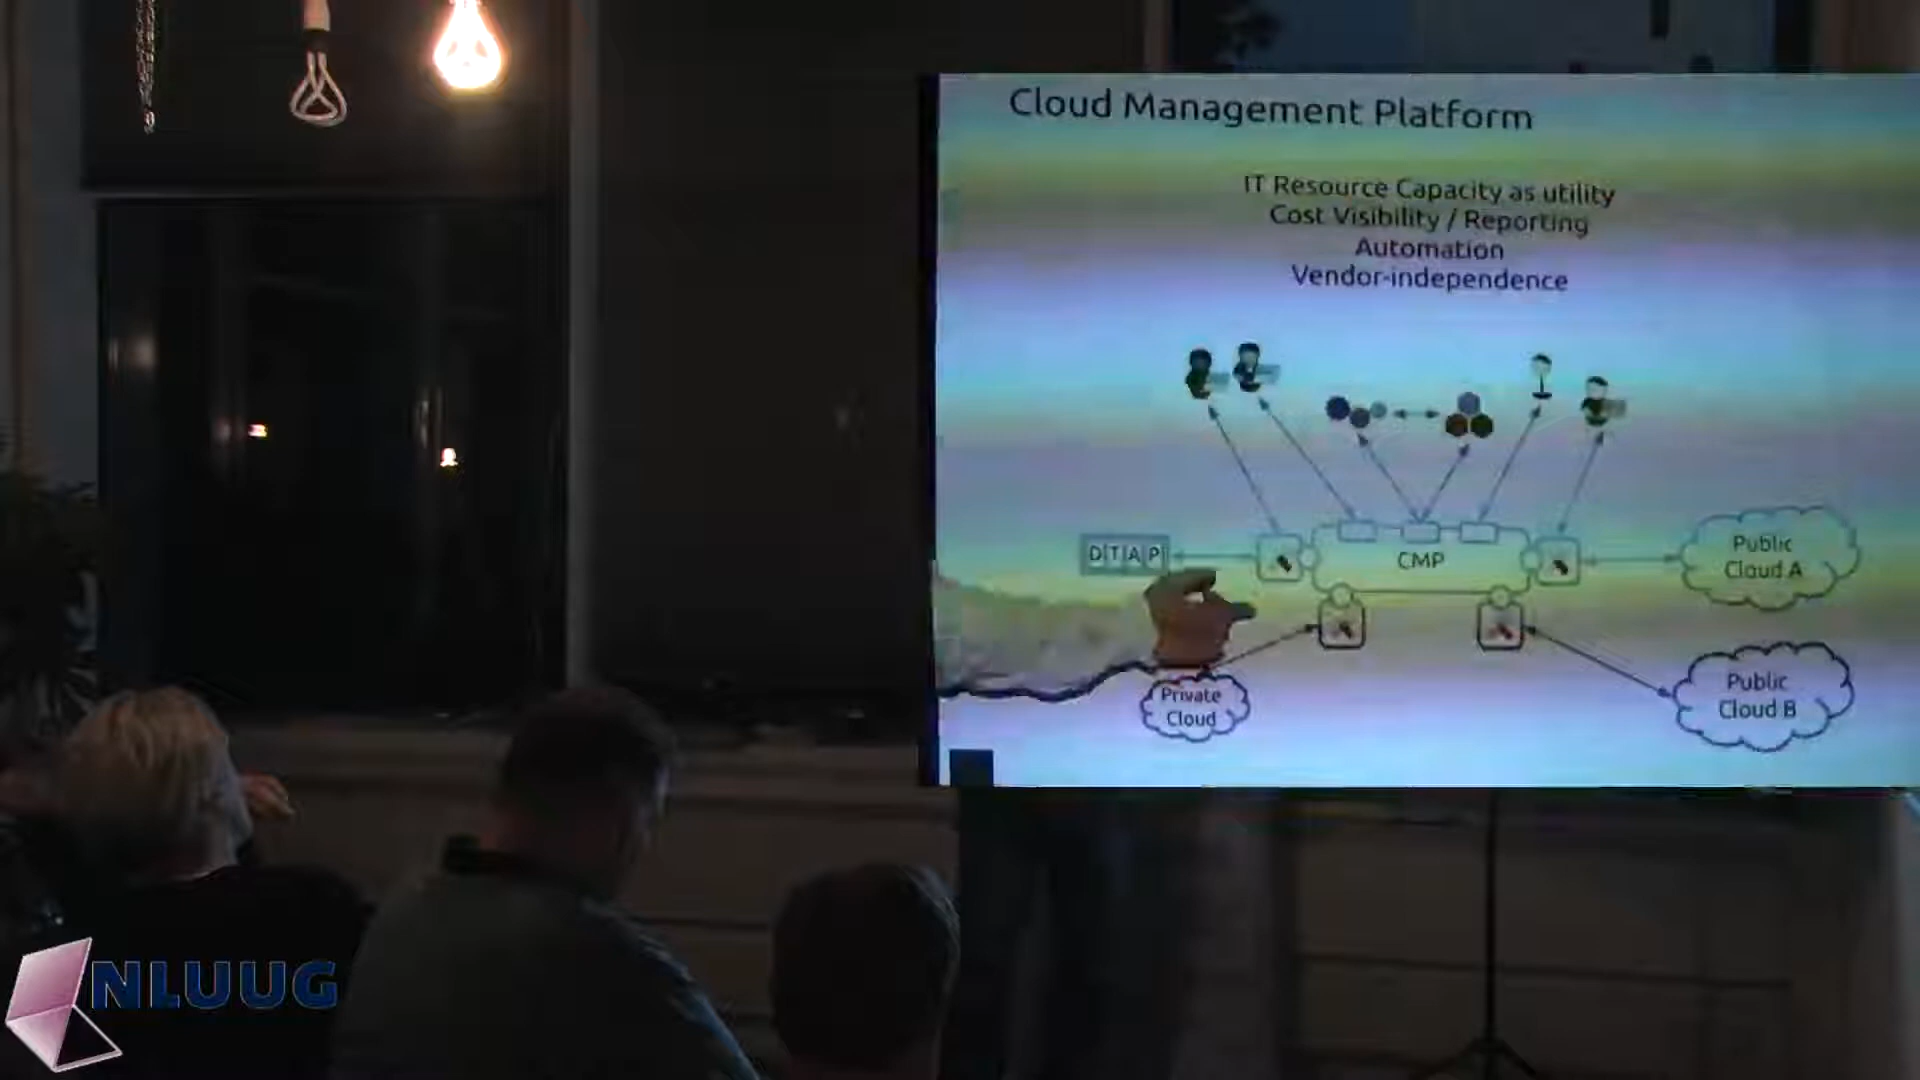 Cloud Management Platform
IT Resource Capacity as utility
Cost Visibility / Reporting
Automation
Vendor-independence
D|T|A|P|
CMP
Public
Cloud A
Private
Cloud
Public
Cloud B
NLUUG